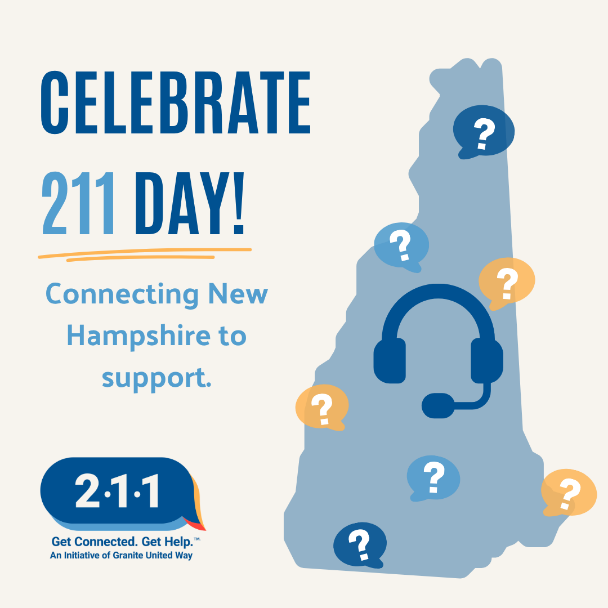 CELEBRATE
211 DAY!
Connecting New
Hampshire to
support.
2·1·1
Get Connected. Get Help.™
An Initiative of Granite United Way
?
?
?
?
?
?
?